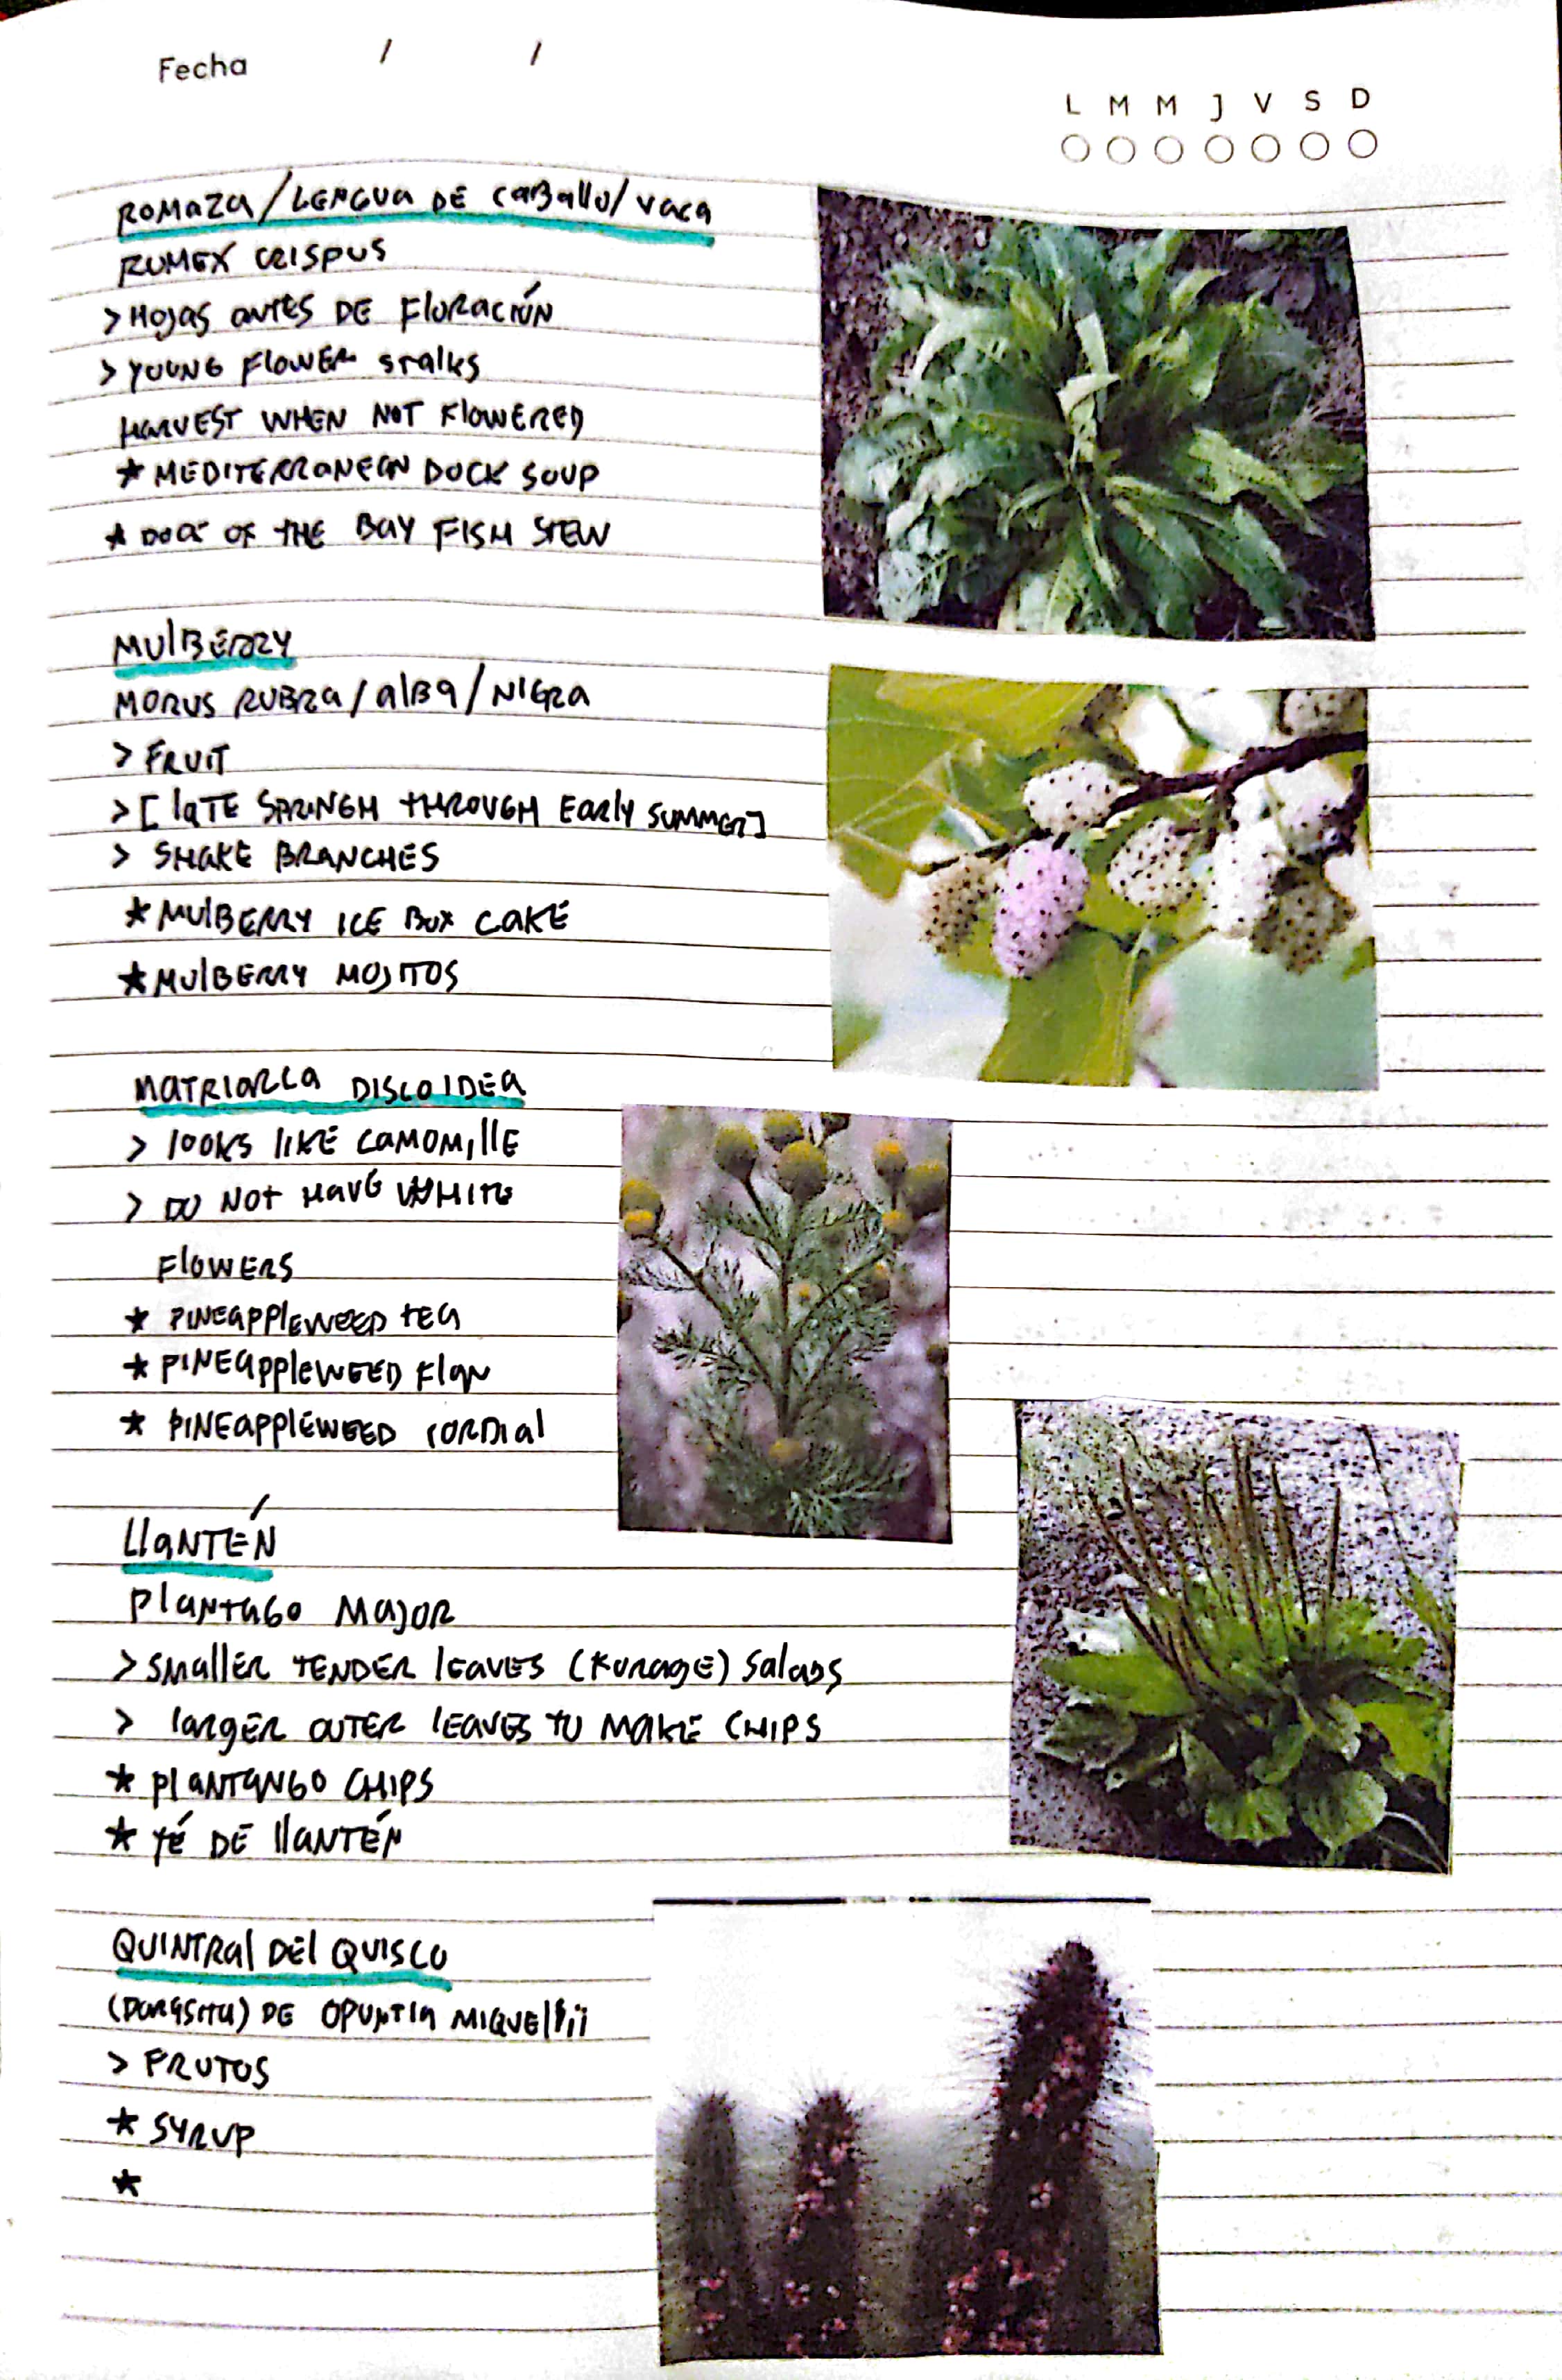 Fecha / /
L M M J V S D
ROMAZA/LENGUA DE CABALLO/VACA
RUMEX CRISPUS
> HOJAS ANTES DE FLORACIÓN
> YOUNG FLOWER STALKS
HARVEST WHEN NOT FLOWERED
★ MEDITERRANEAN DOCK SOUP
★ DOCK OF THE BAY FISH STEW
MULBERRY
MORUS RUBRA/ALBA/NIGRA
> FRUIT
> [LATE SPRINGH THROUGH EARLY SUMMER]
> SHAKE BRANCHES
★ MULBERRY ICE BOX CAKE
★ MULBERRY MOJITOS
MATRIARCA DISCOIDEA
> LOOKS LIKE CAMOMILLE
> DO NOT HAVE WHITE
FLOWERS
★ PINEAPPLEWEED TEA
★ PINEAPPLEWEED FLAN
★ PINEAPPLEWEED CORDIAL
LLANTÉN
PLANTAGO MAJOR
> SMALLER TENDER LEAVES (FORAGE) SALADS
> LARGER OUTER LEAVES TO MAKE CHIPS
★ PLANTANGO CHIPS
★ TÉ DE LLANTÉN
QUINTRAL DEL QUISCO
(PARASITO) DE OPUNTIA MIQUELII
> FRUTOS
★ SYRUP
★